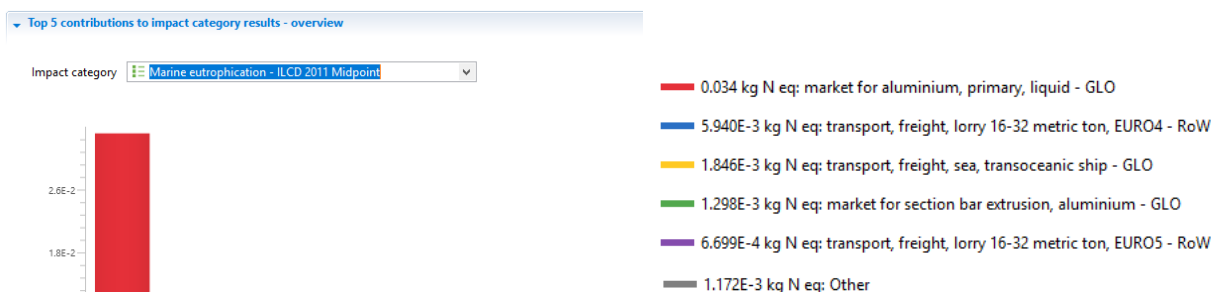 Top 5 contributions to impact category results - overview
Impact category Marine eutrophication - ILCD 2011 Midpoint
2.6E-2
1.8E-2
0.034 kg N eq: market for aluminium, primary, liquid - GLO
5.940E-3 kg N eq: transport, freight, lorry 16-32 metric ton, EURO4 - RoW
1.846E-3 kg N eq: transport, freight, sea, transoceanic ship - GLO
1.298E-3 kg N eq: market for section bar extrusion, aluminium - GLO
6.699E-4 kg N eq: transport, freight, lorry 16-32 metric ton, EURO5 - RoW
1.172E-3 kg N eq: Other